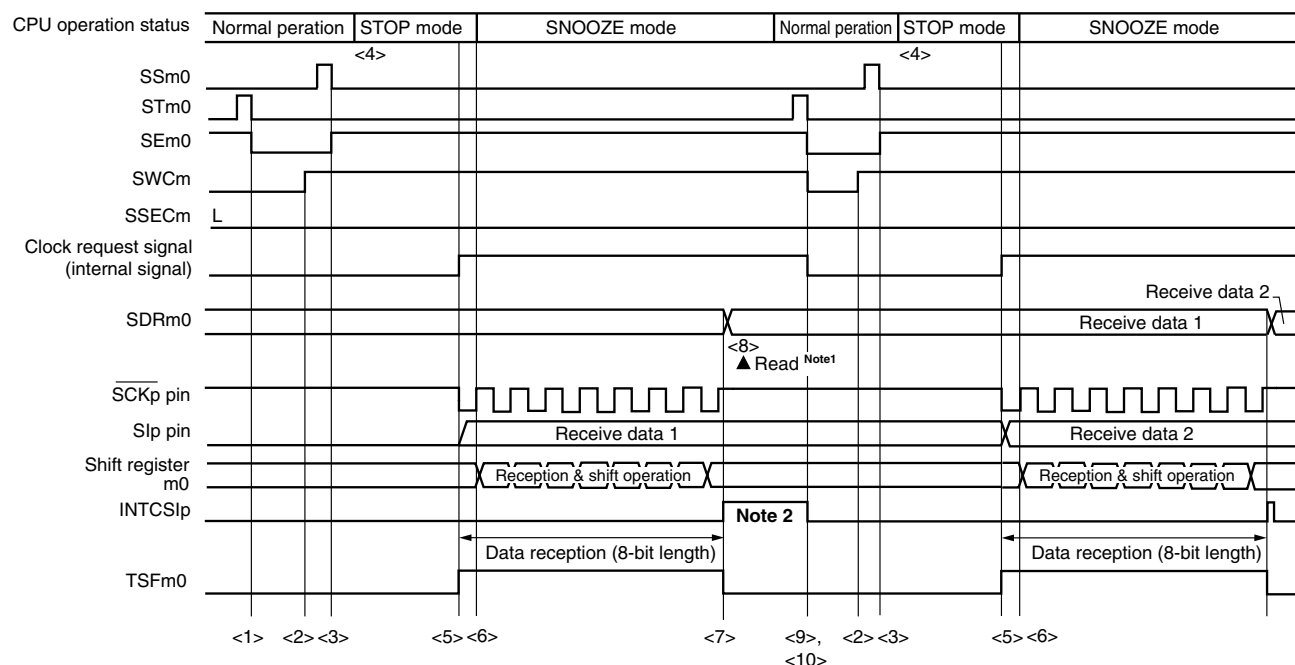 CPU operation status Normal peration STOP mode SNOOZE mode Normal peration STOP mode SNOOZE mode
<4> <4>
SSm0
STm0
SEm0
SWCm
SSECm L
Clock request signal
(internal signal)
Receive data 2
SDRm0 Receive data 1
<8>
▲ Read Note1
SCKp pin
SIp pin Receive data 1 Receive data 2
Shift register
m0 Reception & shift operation Reception & shift operation
INTCSIp Note 2
Data reception (8-bit length) Data reception (8-bit length)
TSFm0
<1> <2> <3> <5> <6> <7> <9>, <2> <3> <5> <6>
<10>